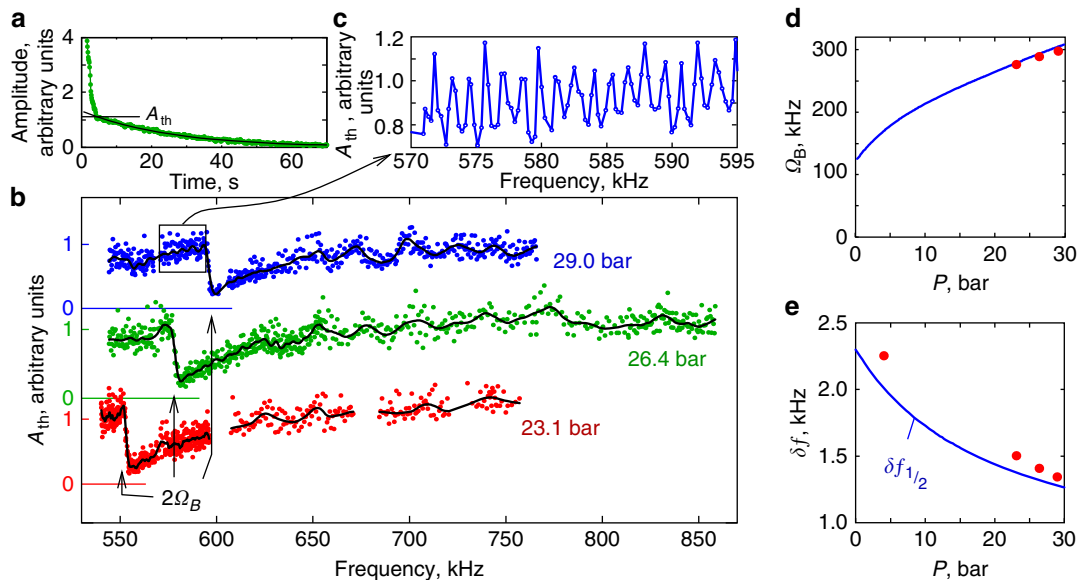 a
Amplitude,
arbitrary units
4
2
0
A_th
0 20 40 60
Time, s
c
A_th, arbitrary
units
1.2
1.0
0.8
570 575 580 585 590 595
Frequency, kHz
b
A_th, arbitrary units
1
0
29.0 bar
1
0
26.4 bar
1
0
23.1 bar
2Ω_B
550 600 650 700 750 800 850
Frequency, kHz
d
Ω_B, kHz
300
200
100
0
0 10 20 30
P, bar
e
δf, kHz
2.5
2.0
1.5
1.0
δf_1/2
0 10 20 30
P, bar